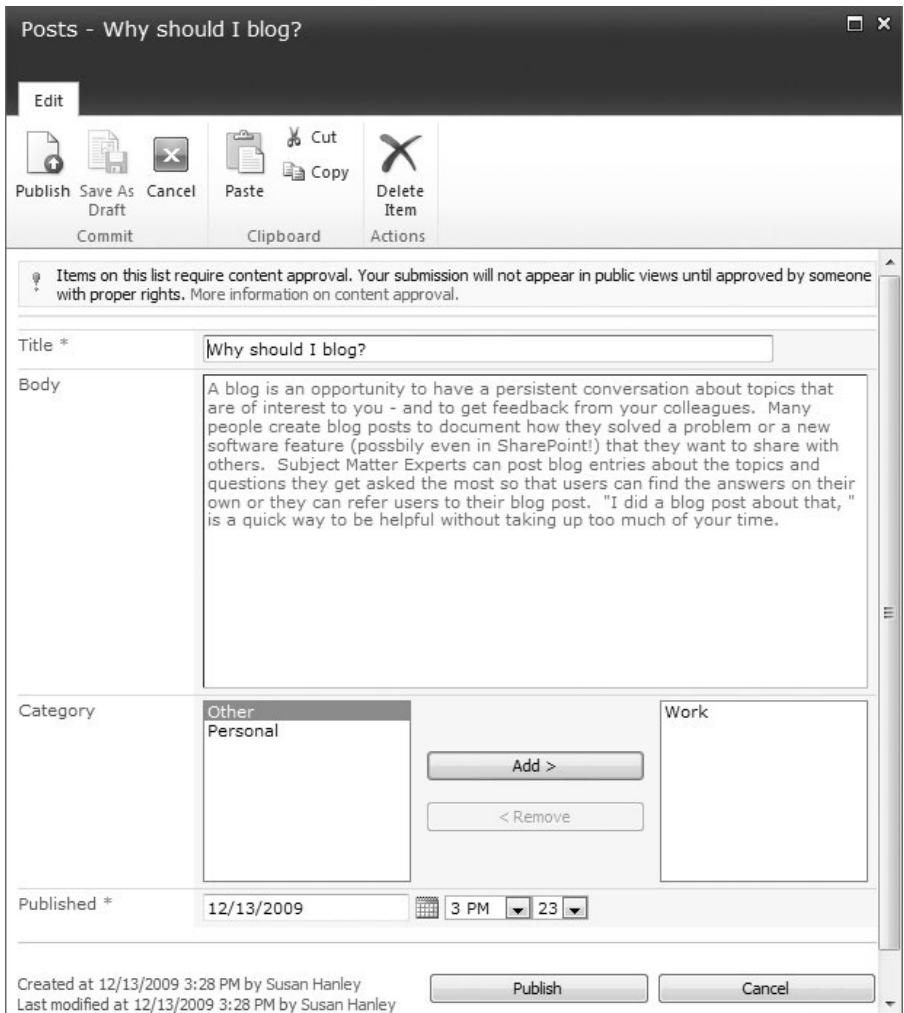 Posts - Why should I blog?
Edit
Publish Save As Draft Cancel
Paste
Cut
Copy
Delete Item
Commit Clipboard Actions
Items on this list require content approval. Your submission will not appear in public views until approved by someone
with proper rights. More information on content approval.
Title *
Why should I blog?
Body
A blog is an opportunity to have a persistent conversation about topics that
are of interest to you - and to get feedback from your colleagues. Many
people create blog posts to document how they solved a problem or a new
software feature (possbily even in SharePoint!) that they want to share with
others. Subject Matter Experts can post blog entries about the topics and
questions they get asked the most so that users can find the answers on their
own or they can refer users to their blog post. "I did a blog post about that, "
is a quick way to be helpful without taking up too much of your time.
Category
Other
Personal
Add >
< Remove
Work
Published *
12/13/2009 3 PM 23
Created at 12/13/2009 3:28 PM by Susan Hanley
Last modified at 12/13/2009 3:28 PM by Susan Hanley
Publish Cancel